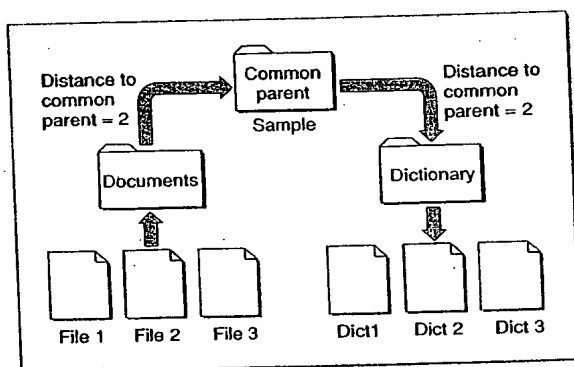 Distance to
common
parent = 2
Common
parent
Sample
Distance to
common
parent = 2
Documents
Dictionary
File 1
File 2
File 3
Dict1
Dict 2
Dict 3